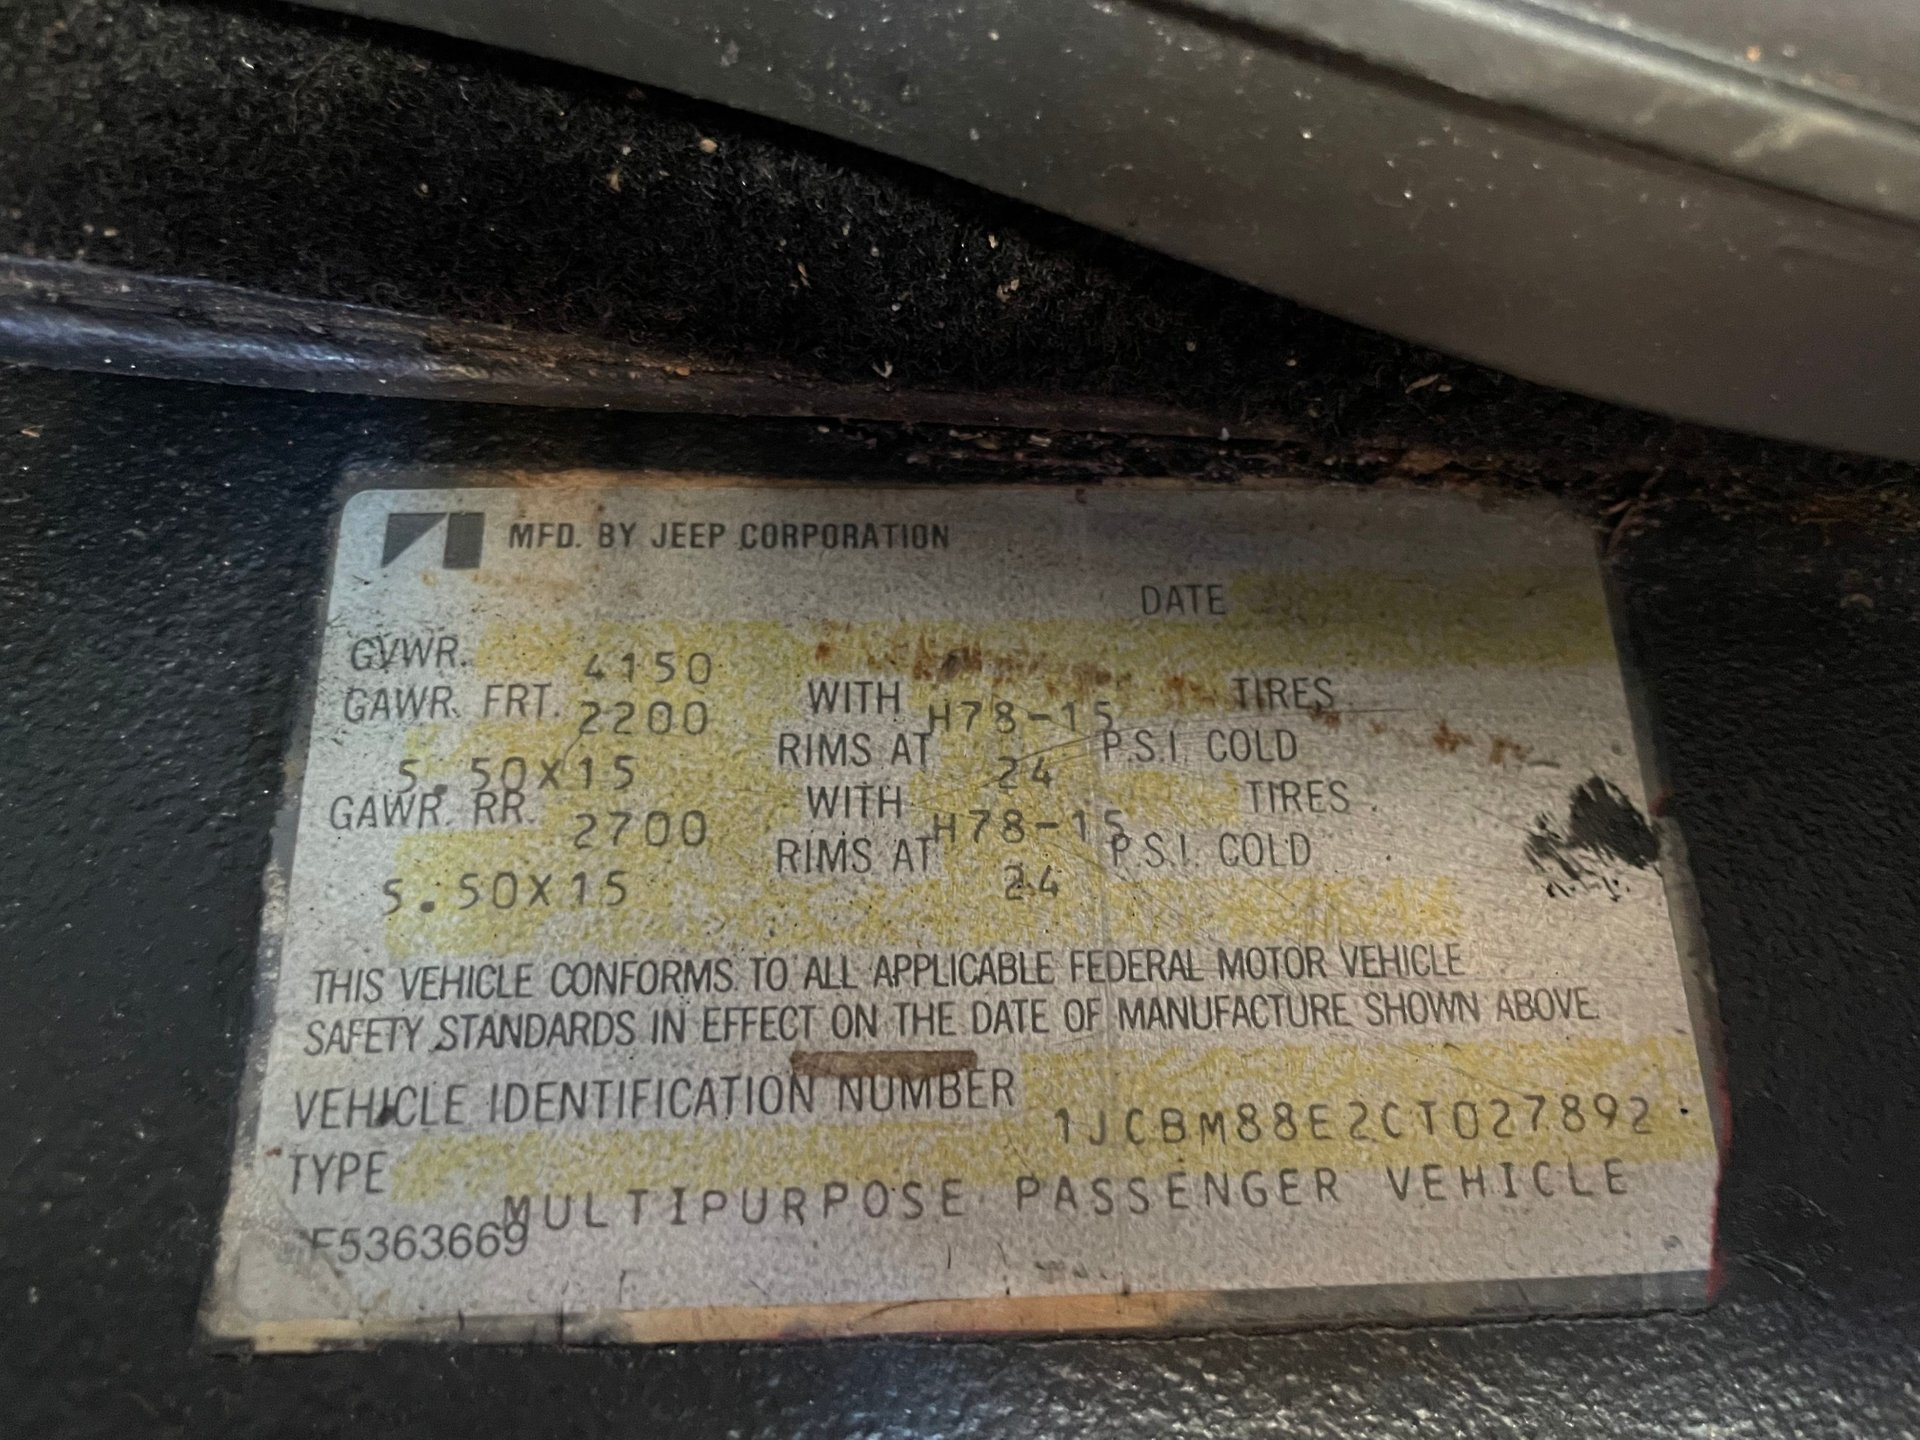 MFD. BY JEEP CORPORATION
DATE
GVWR. 4150
GAWR. FRT. 2200 WITH H78-15 TIRES
5.50X15 RIMS AT 24 P.S.I. COLD
GAWR. RR. 2700 WITH H78-15 TIRES
5.50X15 RIMS AT 24 P.S.I. COLD
THIS VEHICLE CONFORMS TO ALL APPLICABLE FEDERAL MOTOR VEHICLE
SAFETY STANDARDS IN EFFECT ON THE DATE OF MANUFACTURE SHOWN ABOVE
VEHICLE IDENTIFICATION NUMBER 1JCBM88E2CT027892
TYPE MULTIPURPOSE PASSENGER VEHICLE
F5363669